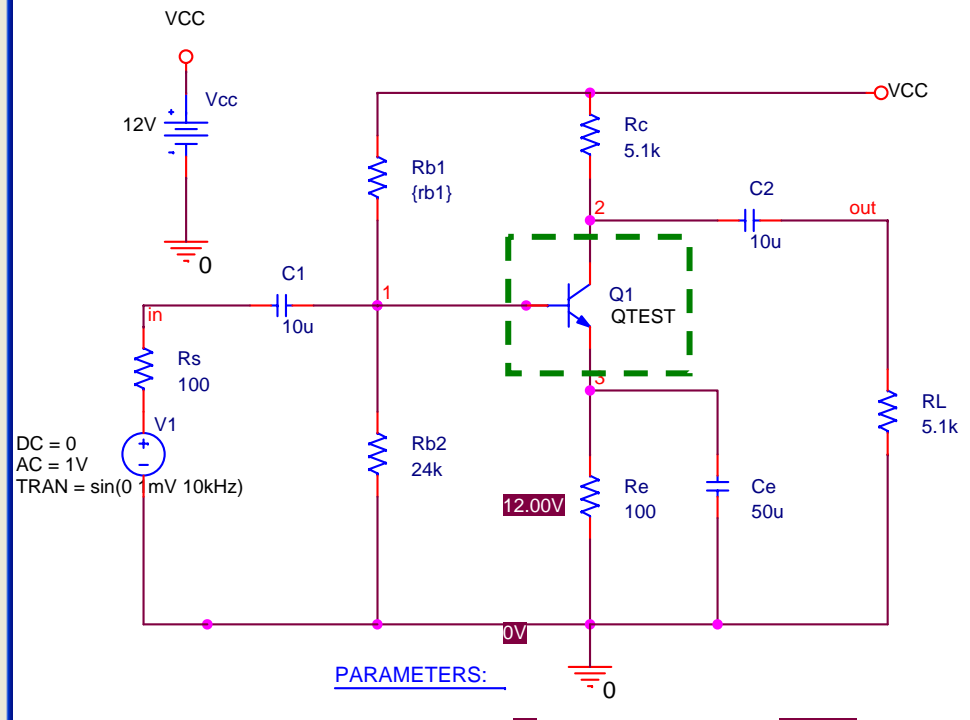 VCC
Vcc
12V
0
VCC
Rc
5.1k
Rb1
{rb1}
C2
10u
2
out
C1
10u
1
in
Q1
QTEST
3
Rs
100
V1
DC = 0
AC = 1V
TRAN = sin(0 1mV 10kHz)
Rb2
24k
12.00V
Re
100
Ce
50u
RL
5.1k
0V
PARAMETERS:
0